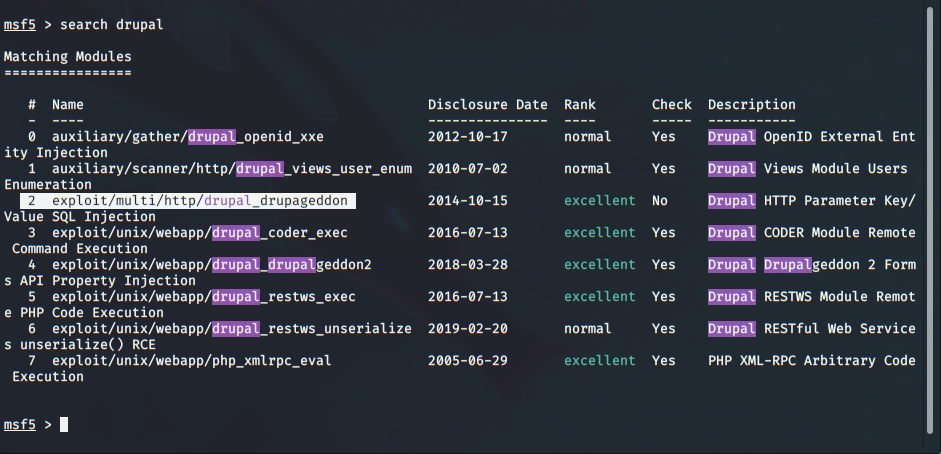 msf5 > search drupal
Matching Modules
================
# Name Disclosure Date Rank Check Description
- ---- --------------- ---- ----- -----------
0 auxiliary/gather/drupal_openid_xxe 2012-10-17 normal Yes Drupal OpenID External Ent
ity Injection
1 auxiliary/scanner/http/drupal_views_user_enum 2010-07-02 normal Yes Drupal Views Module Users
Enumeration
2 exploit/multi/http/drupal_drupageddon 2014-10-15 excellent No Drupal HTTP Parameter Key/
Value SQL Injection
3 exploit/unix/webapp/drupal_coder_exec 2016-07-13 excellent Yes Drupal CODER Module Remote
Command Execution
4 exploit/unix/webapp/drupal_drupalgeddon2 2018-03-28 excellent Yes Drupal Drupalgeddon 2 Form
s API Property Injection
5 exploit/unix/webapp/drupal_restws_exec 2016-07-13 excellent Yes Drupal RESTWS Module Remot
e PHP Code Execution
6 exploit/unix/webapp/drupal_restws_unserialize 2019-02-20 normal Yes Drupal RESTful Web Service
s unserialize() RCE
7 exploit/unix/webapp/php_xmlrpc_eval 2005-06-29 excellent Yes PHP XML-RPC Arbitrary Code
Execution
msf5 >